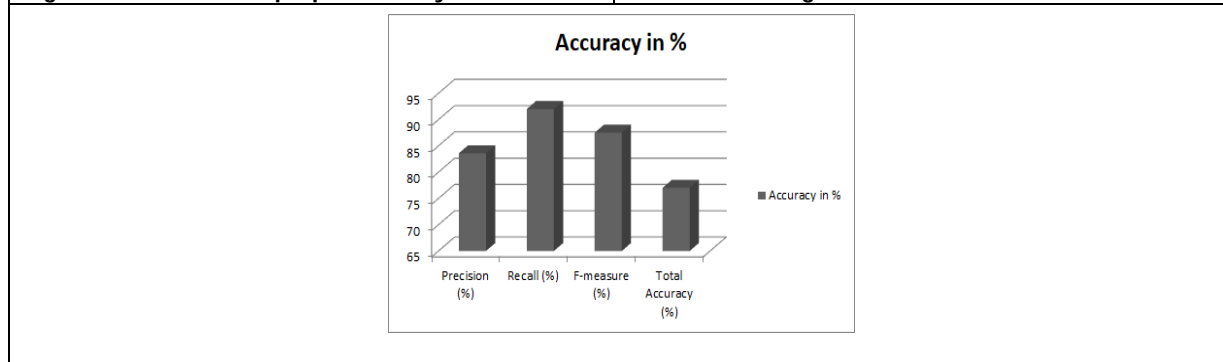 Accuracy in %
95
90
85
80
75
70
65
Accuracy in %
Precision (%)
Recall (%)
F-measure (%)
Total Accuracy (%)